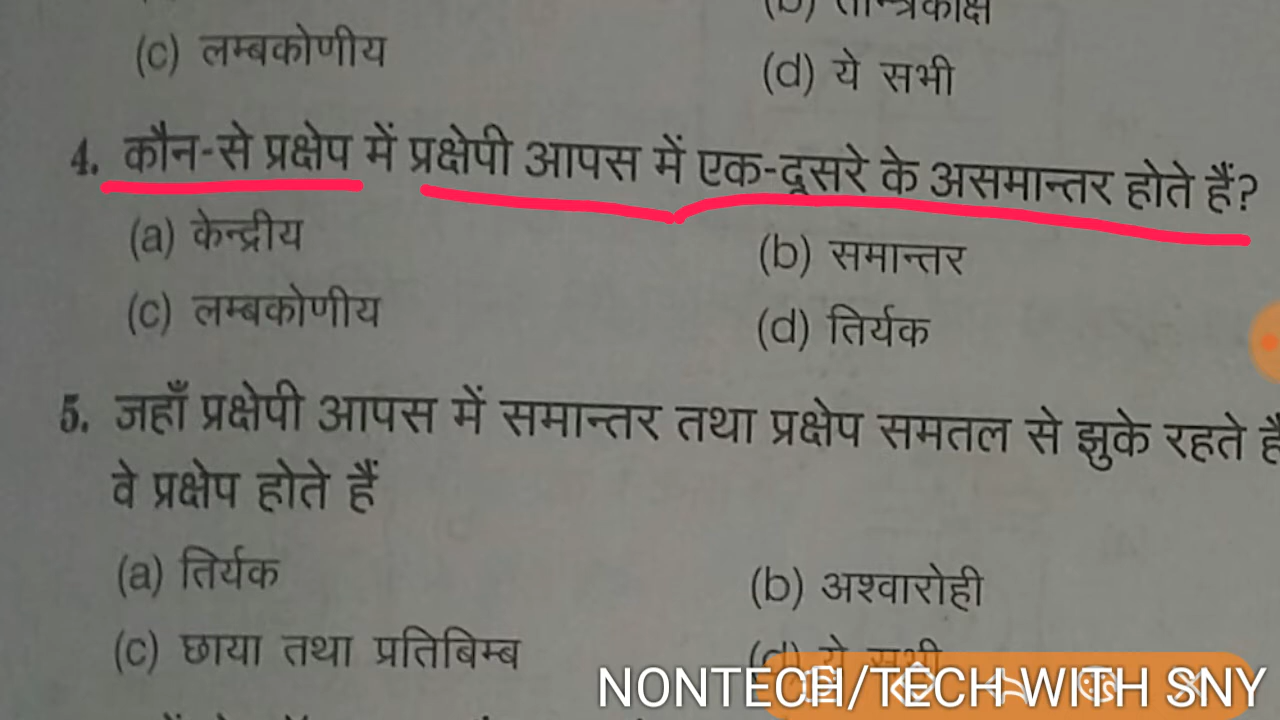 (b)
(c) लम्बकोणीय
(d) ये सभी
4. कौन-से प्रक्षेप में प्रक्षेपी आपस में एक-दूसरे के असमान्तर होते हैं?
(a) केन्द्रीय
(b) समान्तर
(c) लम्बकोणीय
(d) तिर्यक
5. जहाँ प्रक्षेपी आपस में समान्तर तथा प्रक्षेप समतल से झुके रहते हैं
वे प्रक्षेप होते हैं
(a) तिर्यक
(b) अश्वारोही
(c) छाया तथा प्रतिबिम्ब
(d) ये सभी
NONTECH/TECH WITH SNY